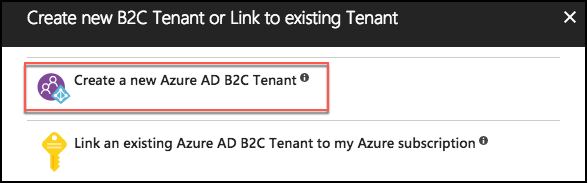 Create new B2C Tenant or Link to existing Tenant
Create a new Azure AD B2C Tenant
Link an existing Azure AD B2C Tenant to my Azure subscription